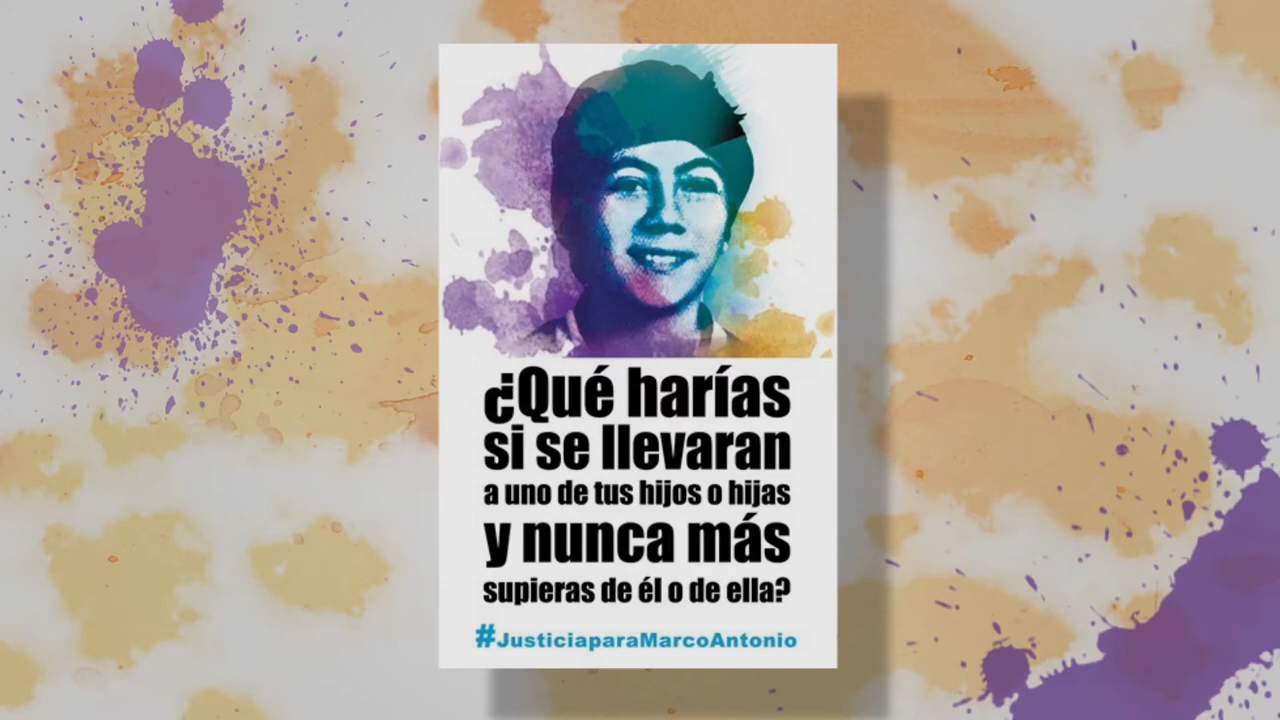 ¿Qué harías
si se llevaran
a uno de tus hijos o hijas
y nunca más
supieras de él o de ella?
#JusticiaparaMarcoAntonio